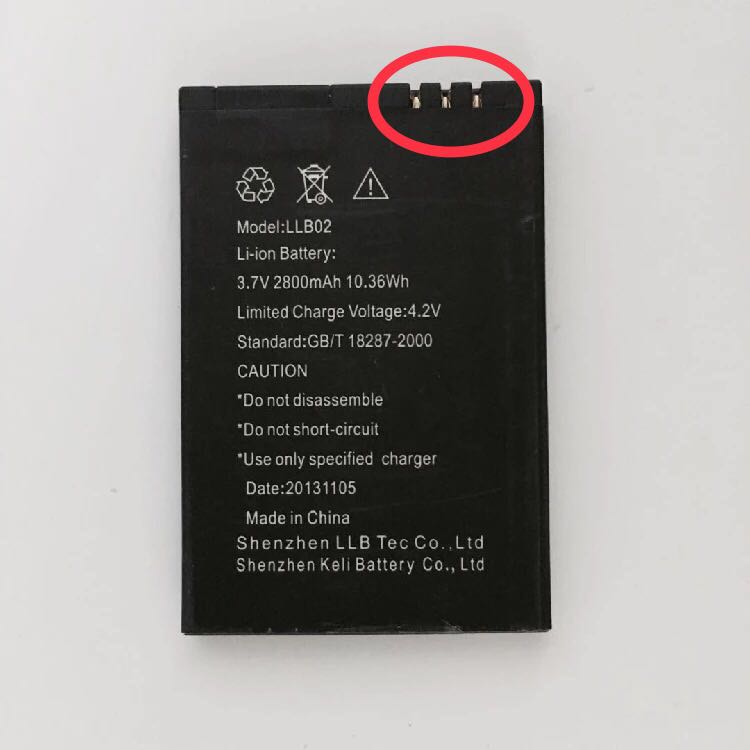 Model:LLB02
Li-ion Battery:
3.7V 2800mAh 10.36Wh
Limited Charge Voltage:4.2V
Standard:GB/T 18287-2000
CAUTION
*Do not disassemble
*Do not short-circuit
*Use only specified charger
Date:20131105
Made in China
Shenzhen LLB Tec Co.,Ltd
Shenzhen Keli Battery Co., Ltd